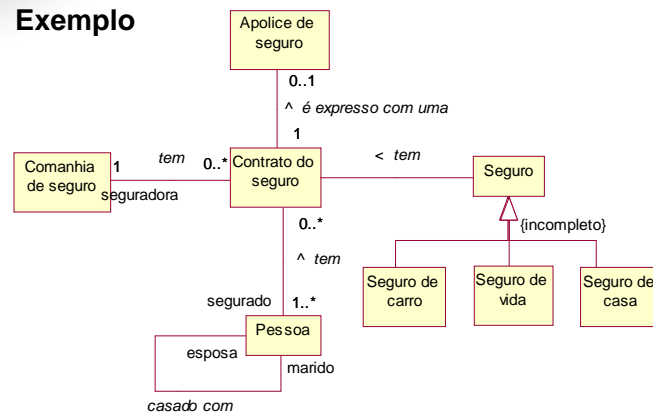 Exemplo
Apolice de
seguro
0..1
^ é expresso com uma
1
Comanhia
de seguro
1
tem
0..*
seguradora
Contrato do
seguro
< tem
Seguro
{incompleto}
0..*
^ tem
Seguro de
carro
Seguro de
vida
Seguro de
casa
segurado
1..*
Pessoa
esposa
marido
casado com